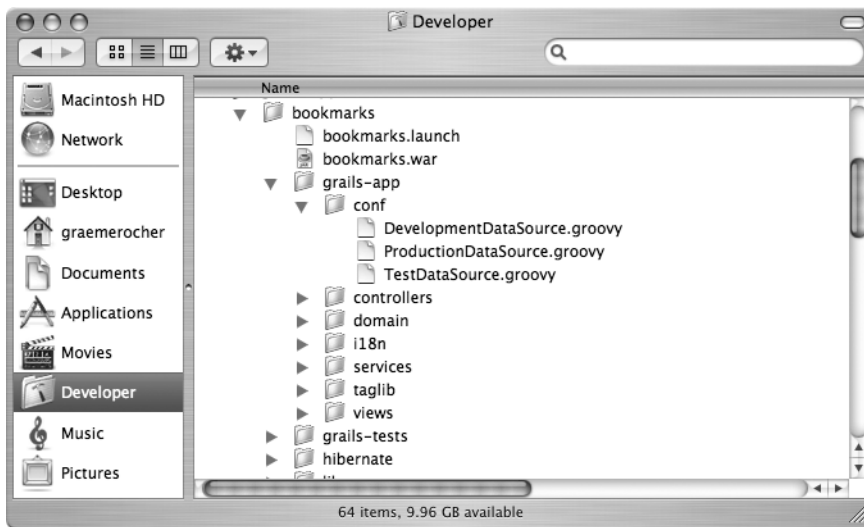 Developer
Name
Macintosh HD
Network
Desktop
graemerocher
Documents
Applications
Movies
Developer
Music
Pictures
bookmarks
bookmarks.launch
bookmarks.war
grails-app
conf
DevelopmentDataSource.groovy
ProductionDataSource.groovy
TestDataSource.groovy
controllers
domain
i18n
services
taglib
views
grails-tests
hibernate
64 items, 9.96 GB available